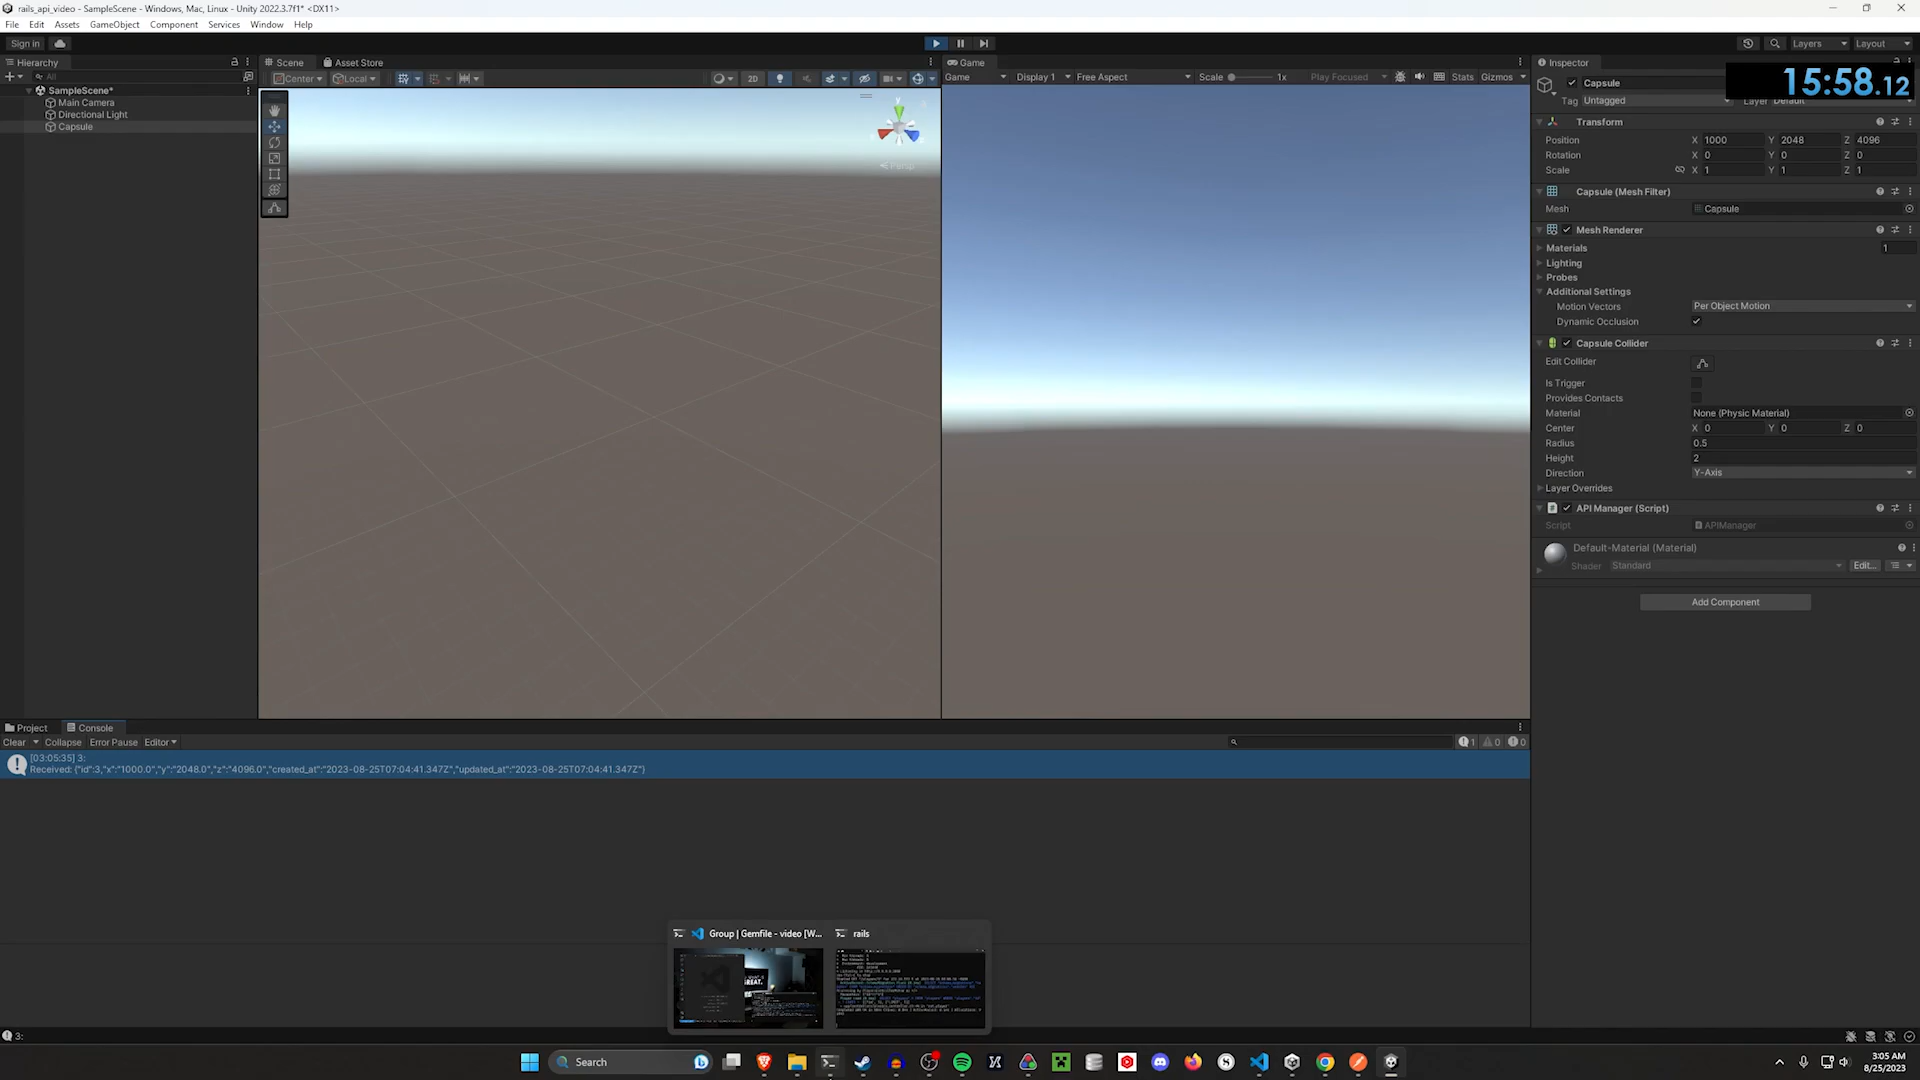 rails_api_video - SampleScene - Windows, Mac, Linux - Unity 2022.3.7f1* <DX11>
File Edit Assets GameObject Component Services Window Help
Sign in
Layers Layout
Hierarchy
All
SampleScene*
Main Camera
Directional Light
Capsule
Scene Asset Store
Center Local 2D
y
Persp
Game
Game Display 1 Free Aspect Scale 1x Play Focused Stats Gizmos
Inspector
15:58.12
Capsule
Tag Untagged Layer Default
Transform
Position X 1000 Y 2048 Z 4096
Rotation X 0 Y 0 Z 0
Scale X 1 Y 1 Z 1
Capsule (Mesh Filter)
Mesh Capsule
Mesh Renderer
Materials 1
Lighting
Probes
Additional Settings
Motion Vectors Per Object Motion
Dynamic Occlusion
Capsule Collider
Edit Collider
Is Trigger
Provides Contacts
Material None (Physic Material)
Center X 0 Y 0 Z 0
Radius 0.5
Height 2
Direction Y-Axis
Layer Overrides
API Manager (Script)
Script APIManager
Default-Material (Material)
Shader Standard Edit...
Add Component
Project Console
Clear Collapse Error Pause Editor 1 0 0
[03:05:35] 3:
Received: {"id":3,"x":"1000.0","y":"2048.0","z":"4096.0","created_at":"2023-08-25T07:04:41.347Z","updated_at":"2023-08-25T07:04:41.347Z"}
Group | Gemfile - video [W... rails
3:
Search
3:05 AM
8/25/2023